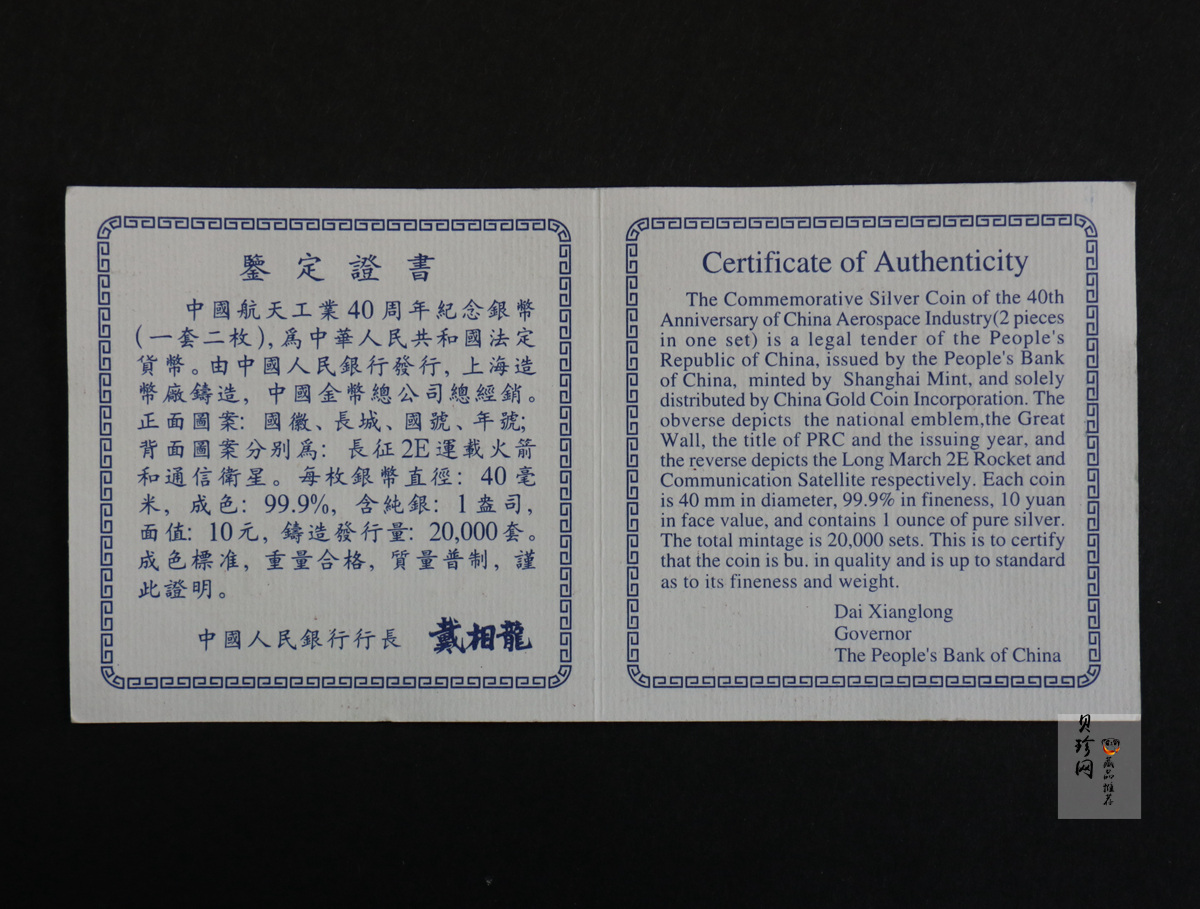 鑒定證書
中國航天工業40周年紀念銀幣
(一套二枚),爲中華人民共和國法定
貨幣。由中國人民銀行發行,上海造
幣廠鑄造,中國金幣總公司總經銷。
正面圖案:國徽、長城、國號、年號;
背面圖案分别爲:長征2E運載火箭
和通信衛星。每枚銀幣直徑:40毫
米,成色:99.9%,含純銀:1盎司,
面值:10元,鑄造發行量:20,000套。
成色標准,重量合格,質量普制,謹
此證明。
中國人民銀行行長 戴相龍
Certificate of Authenticity
The Commemorative Silver Coin of the 40th
Anniversary of China Aerospace Industry(2 pieces
in one set) is a legal tender of the People's
Republic of China, issued by the People's Bank
of China, minted by Shanghai Mint, and solely
distributed by China Gold Coin Incorporation. The
obverse depicts the national emblem,the Great
Wall, the title of PRC and the issuing year, and
the reverse depicts the Long March 2E Rocket and
Communication Satellite respectively. Each coin
is 40 mm in diameter, 99.9% in fineness, 10 yuan
in face value, and contains 1 ounce of pure silver.
The total mintage is 20,000 sets. This is to certify
that the coin is bu. in quality and is up to standard
as to its fineness and weight.
Dai Xianglong
Governor
The People's Bank of China
贝珍网
藏品推荐